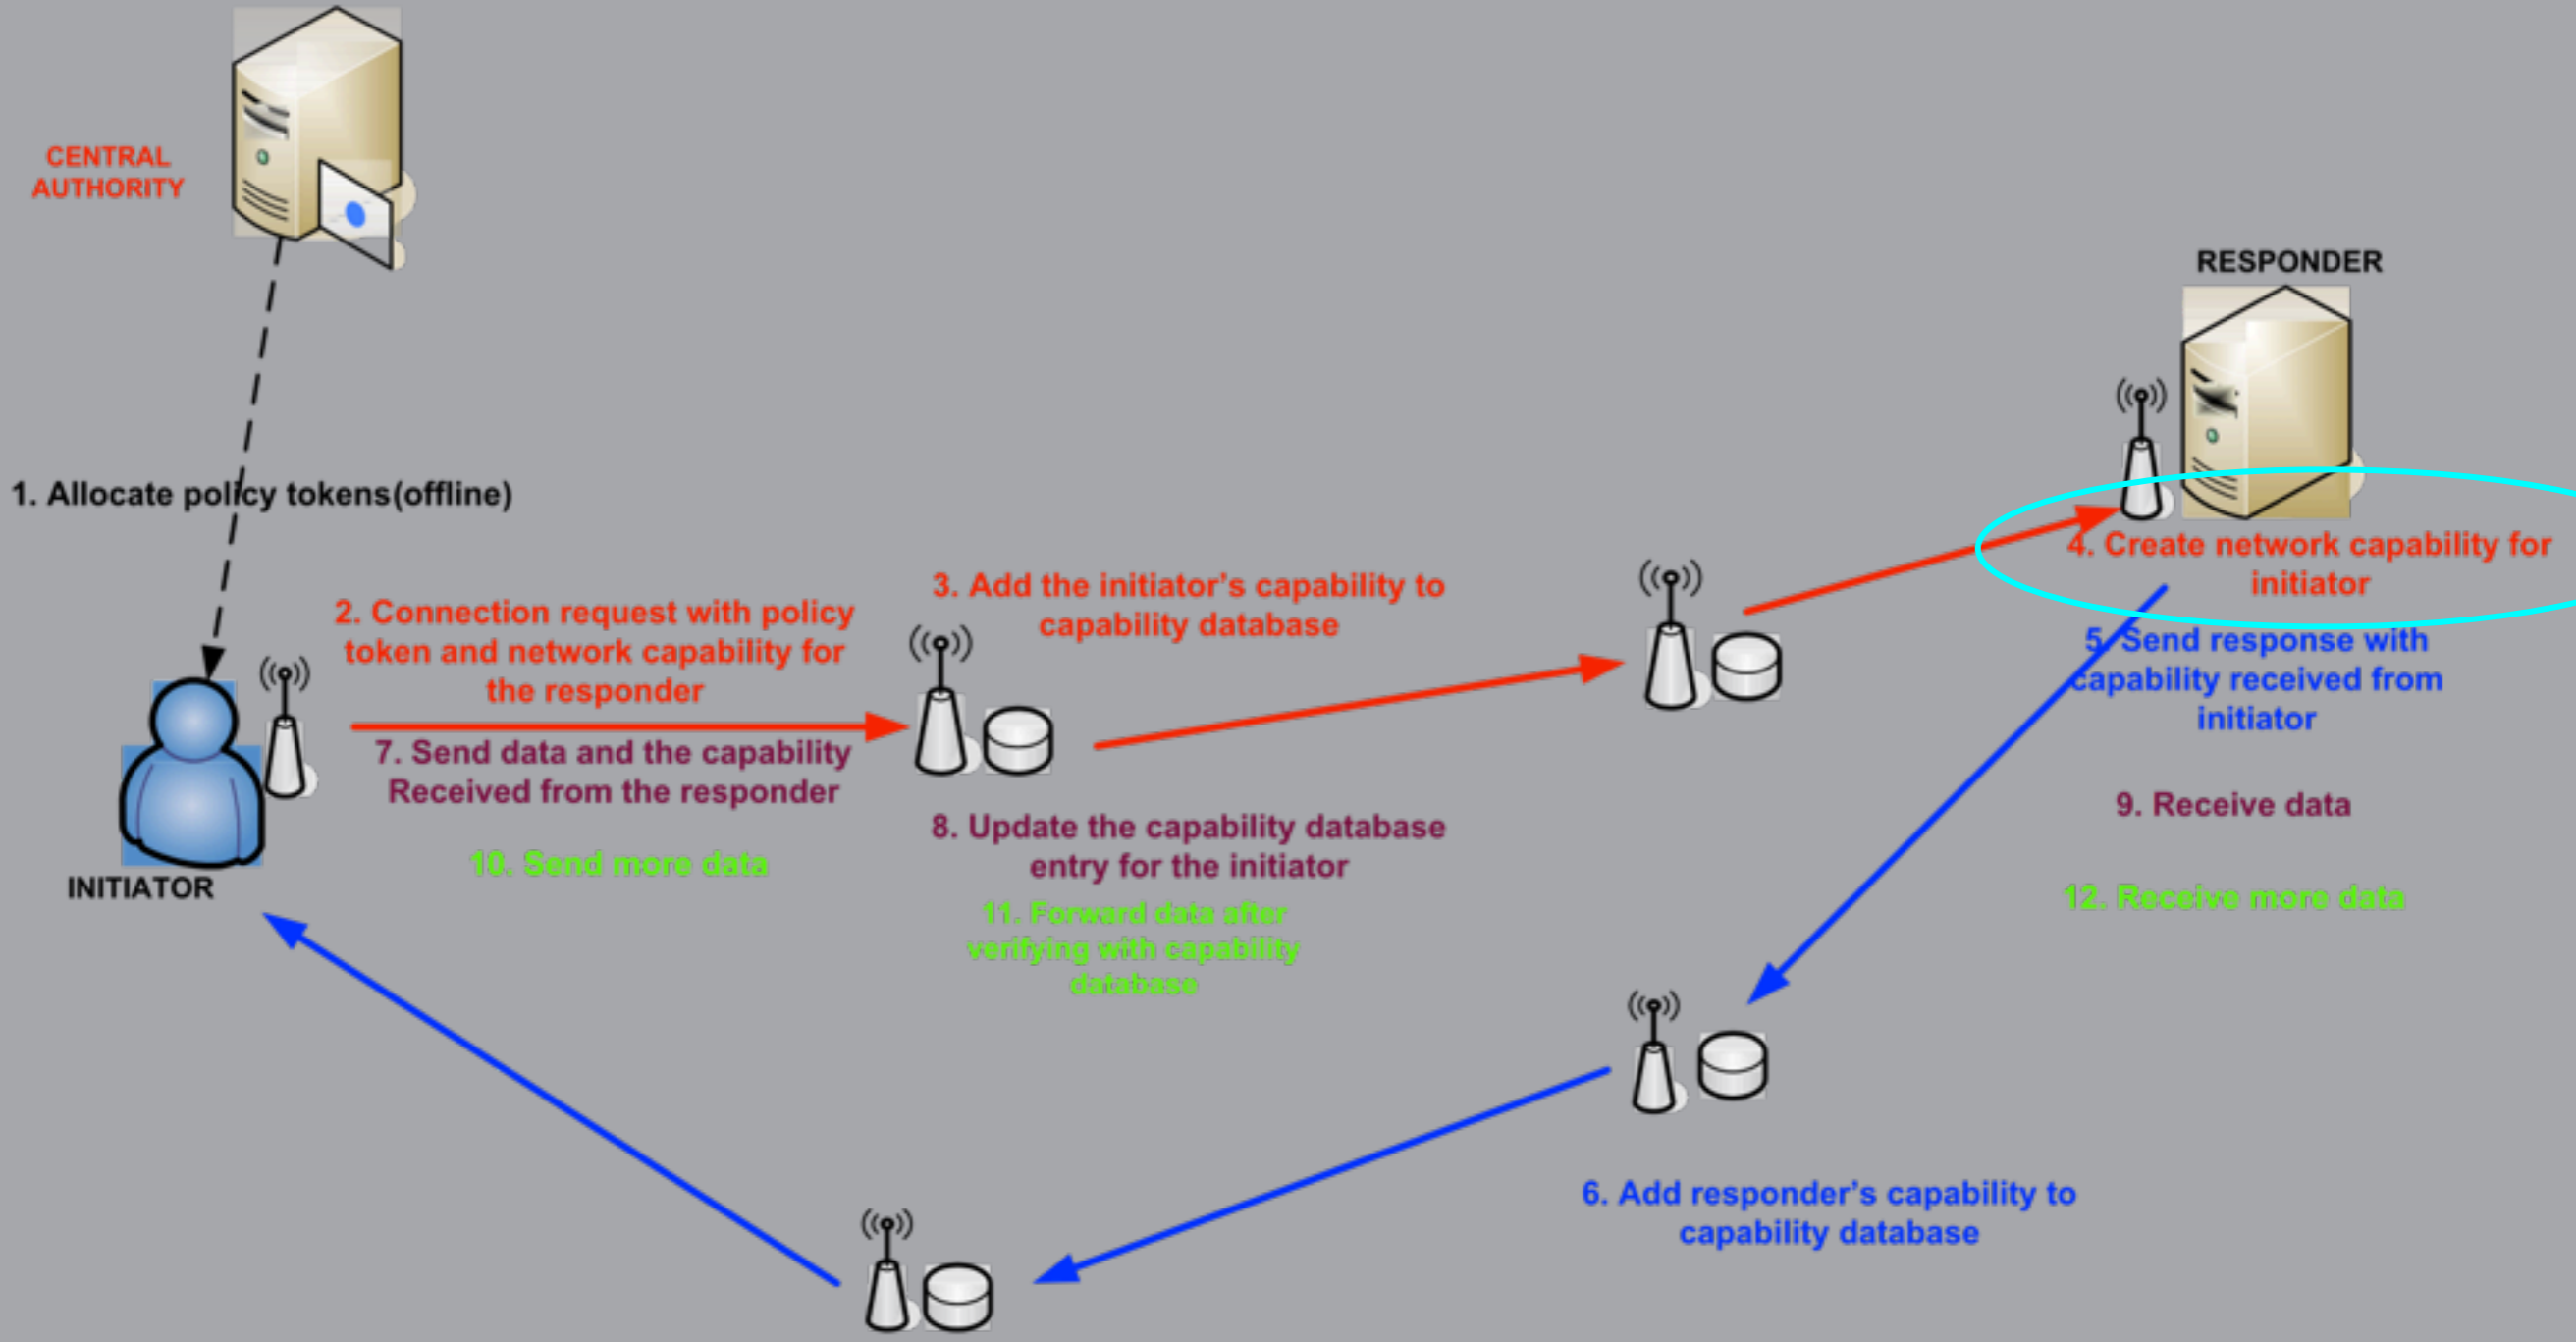 CENTRAL
AUTHORITY
RESPONDER
1. Allocate policy tokens(offline)
2. Connection request with policy
token and network capability for
the responder
3. Add the initiator's capability to
capability database
4. Create network capability for
initiator
5. Send response with
capability received from
initiator
7. Send data and the capability
Received from the responder
8. Update the capability database
entry for the initiator
9. Receive data
10. Send more data
INITIATOR
11. Forward data after
verifying with capability
database
12. Receive more data
6. Add responder's capability to
capability database